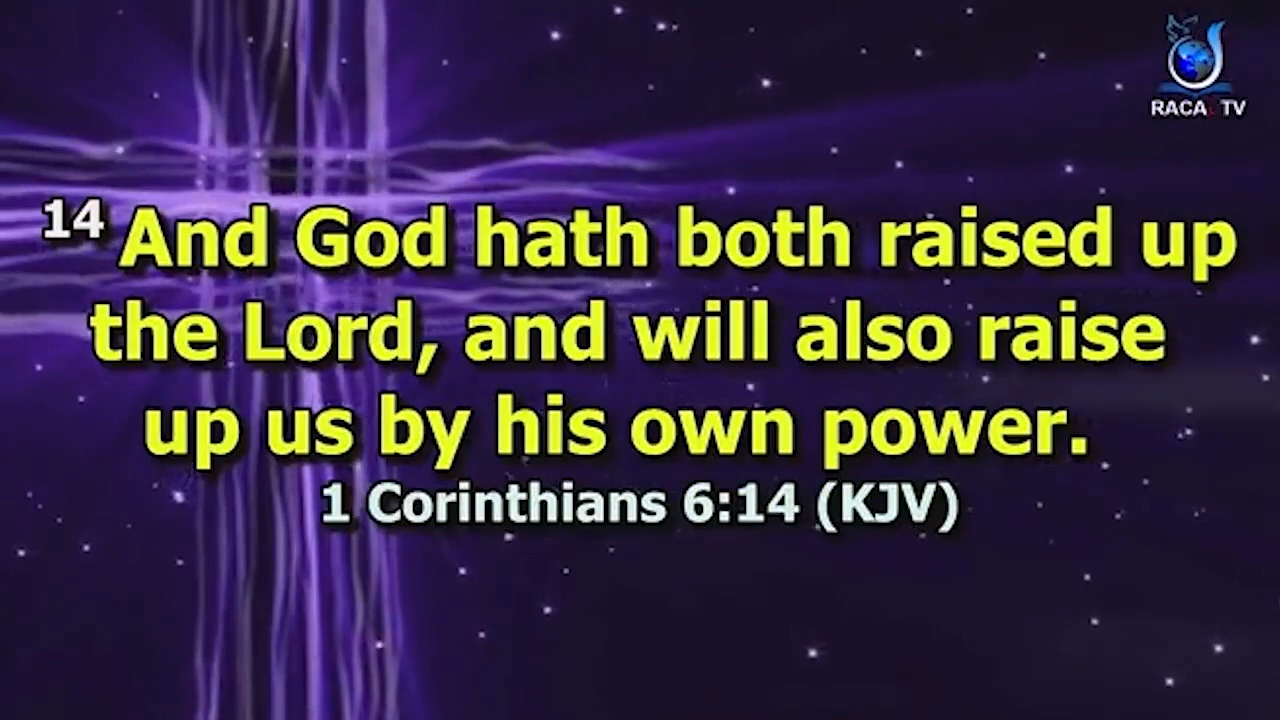 RACAL TV
14 And God hath both raised up
the Lord, and will also raise
up us by his own power.
1 Corinthians 6:14 (KJV)